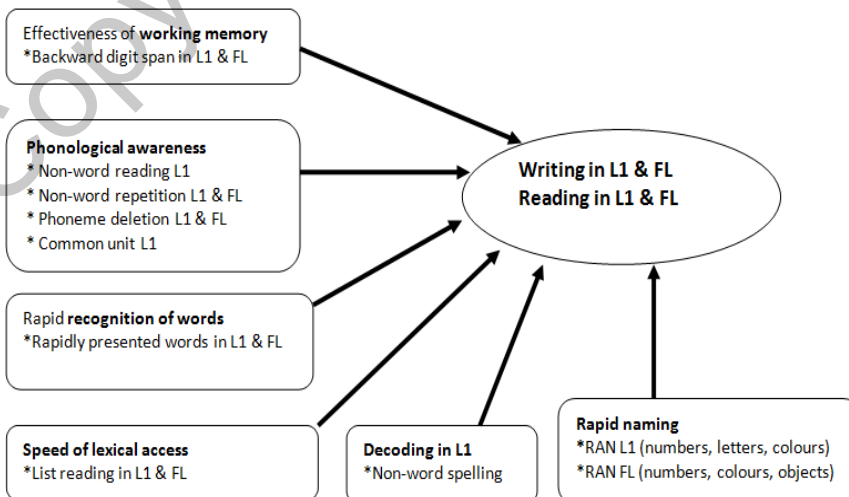 Effectiveness of working memory
*Backward digit span in L1 & FL
Phonological awareness
* Non-word reading L1
* Non-word repetition L1 & FL
* Phoneme deletion L1 & FL
* Common unit L1
Writing in L1 & FL
Reading in L1 & FL
Rapid recognition of words
*Rapidly presented words in L1 & FL
Speed of lexical access
*List reading in L1 & FL
Decoding in L1
*Non-word spelling
Rapid naming
*RAN L1 (numbers, letters, colours)
*RAN FL (numbers, colours, objects)
Copy